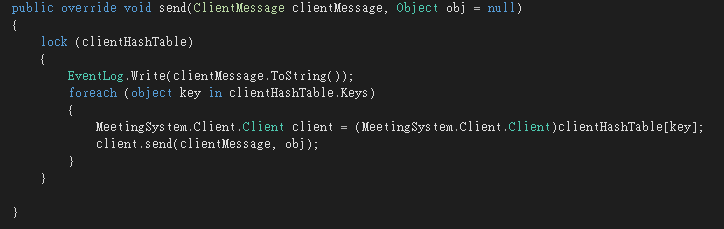 public override void send(ClientMessage clientMessage, Object obj = null)
{
    lock (clientHashTable)
    {
        EventLog.Write(clientMessage.ToString());
        foreach (object key in clientHashTable.Keys)
        {
            MeetingSystem.Client.Client client = (MeetingSystem.Client.Client)clientHashTable[key];
            client.send(clientMessage, obj);
        }
    }
}